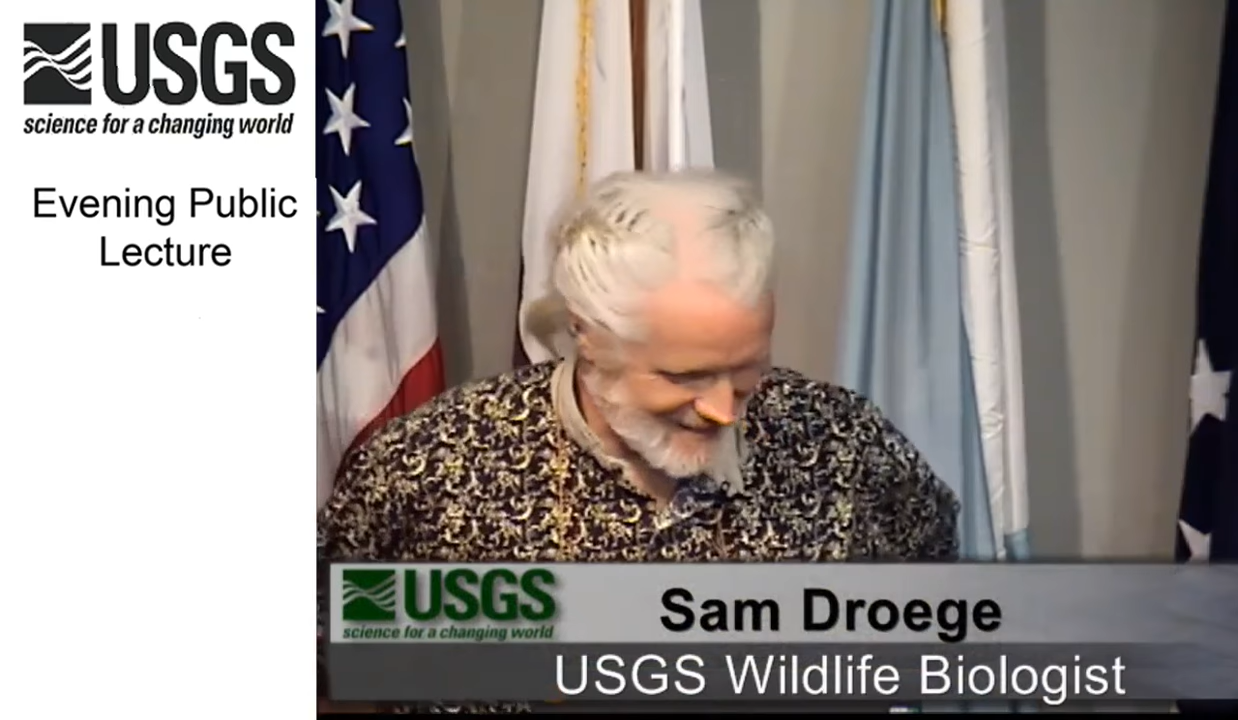 USGS
science for a changing world
Evening Public
Lecture
USGS
science for a changing world
Sam Droege
USGS Wildlife Biologist